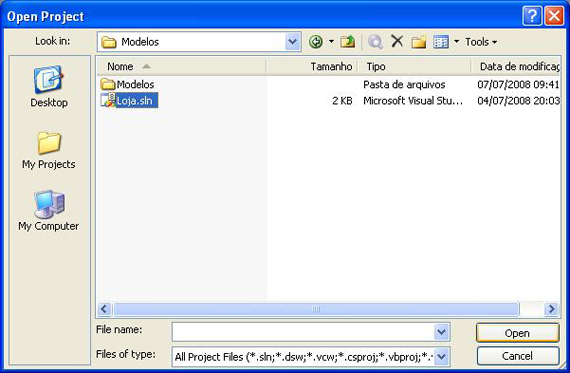 Open Project
Look in: Modelos Tools
Nome Tamanho Tipo Data de modificaç
Modelos Pasta de arquivos 07/07/2008 09:41
Loja.sln 2 KB Microsoft Visual Stu... 04/07/2008 20:03
Desktop
My Projects
My Computer
File name: Open
Files of type: All Project Files (*.sln;*.dsw;*.vcw;*.csproj;*.vbproj;*. Cancel